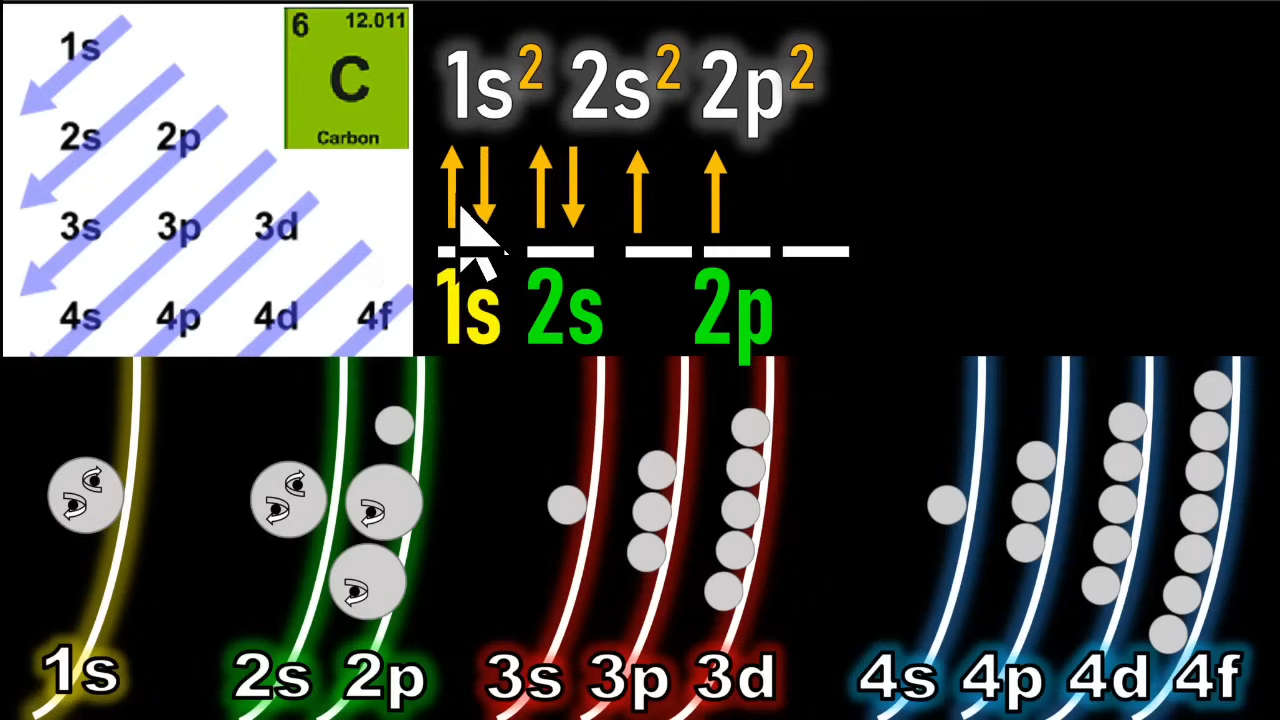 1s
2s 2p
3s 3p 3d
4s 4p 4d 4f
6 12.011
C
Carbon
1s² 2s² 2p²
1s 2s 2p
1s 2s 2p 3s 3p 3d 4s 4p 4d 4f